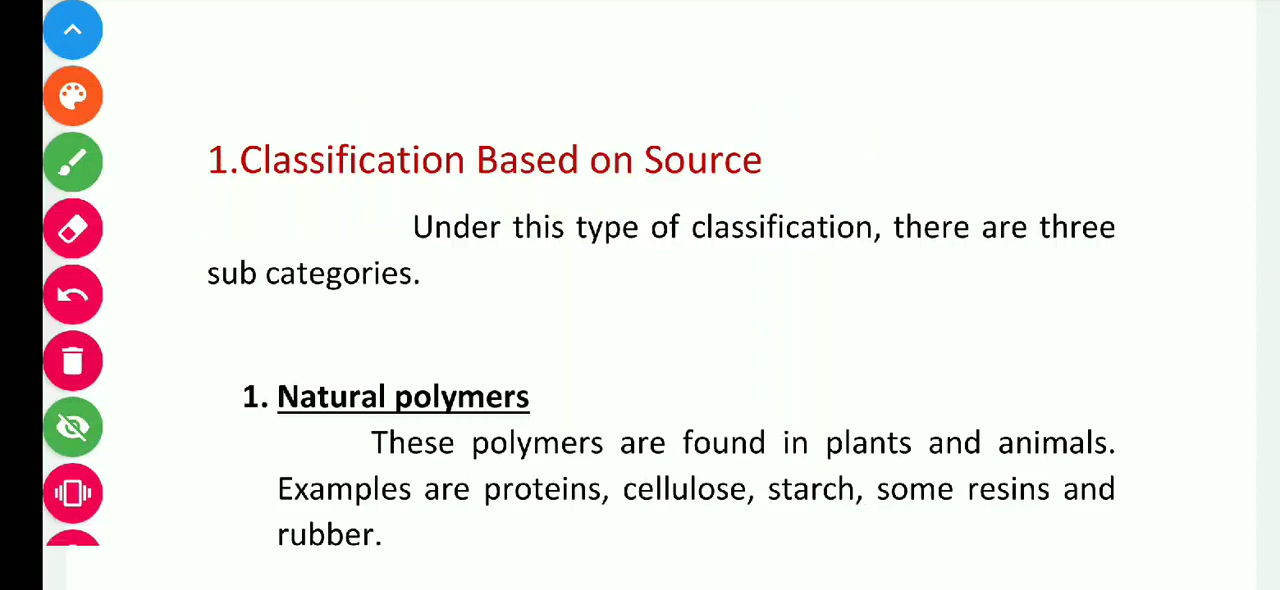 1.Classification Based on Source
Under this type of classification, there are three
sub categories.
1. Natural polymers
These polymers are found in plants and animals.
Examples are proteins, cellulose, starch, some resins and
rubber.